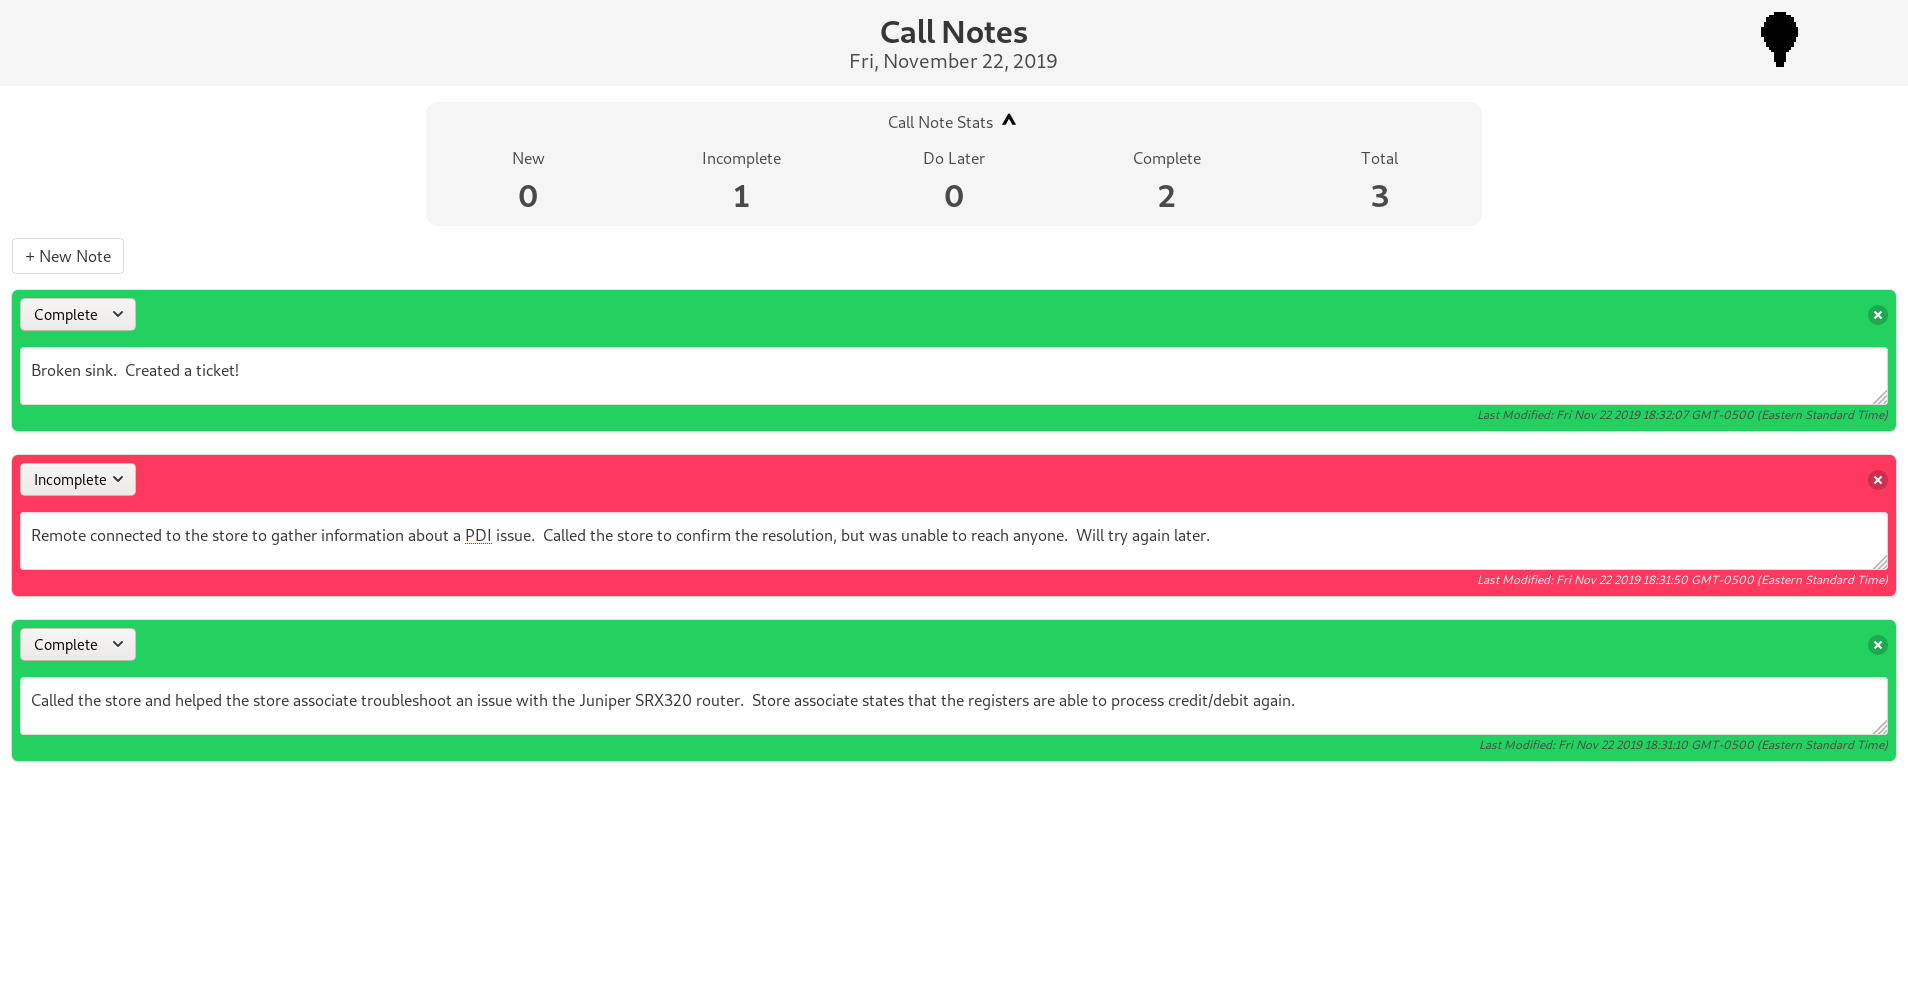 Call Notes
Fri, November 22, 2019
Call Note Stats
New Incomplete Do Later Complete Total
0 1 0 2 3
+ New Note
Complete
Broken sink.  Created a ticket!
Last Modified: Fri Nov 22 2019 18:32:07 GMT-0500 (Eastern Standard Time)
Incomplete
Remote connected to the store to gather information about a PDI issue.  Called the store to confirm the resolution, but was unable to reach anyone.  Will try again later.
Last Modified: Fri Nov 22 2019 18:31:50 GMT-0500 (Eastern Standard Time)
Complete
Called the store and helped the store associate troubleshoot an issue with the Juniper SRX320 router.  Store associate states that the registers are able to process credit/debit again.
Last Modified: Fri Nov 22 2019 18:31:10 GMT-0500 (Eastern Standard Time)